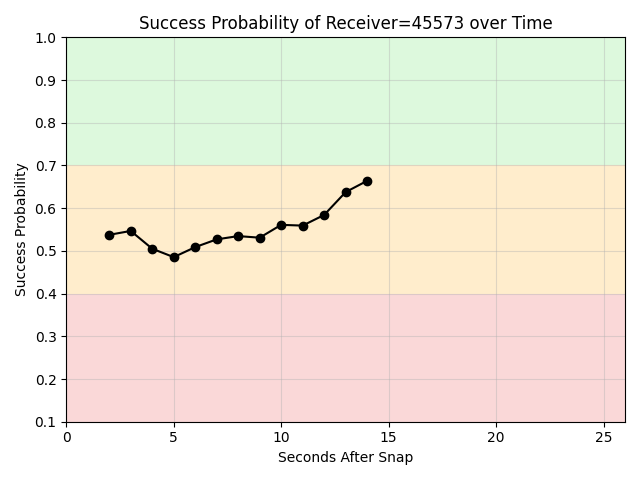 Success Probability of Receiver=45573 over Time
1.0
0.9
0.8
0.7
0.6
0.5
0.4
0.3
0.2
0.1
Success Probability
0 5 10 15 20 25
Seconds After Snap